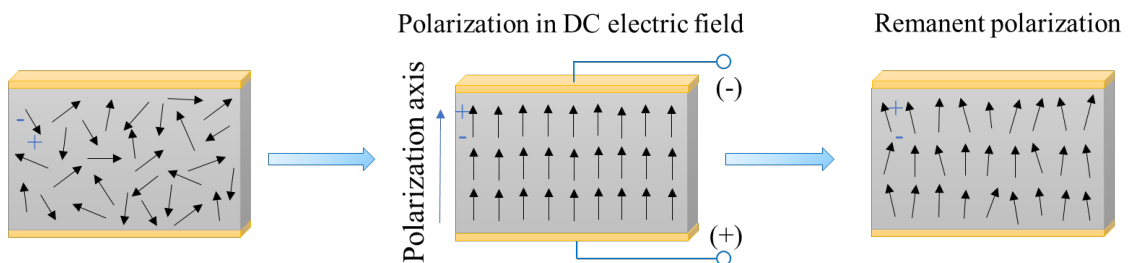 Polarization in DC electric field
Remanent polarization
-
+
Polarization axis
+
-
(-)
(+)
+
-